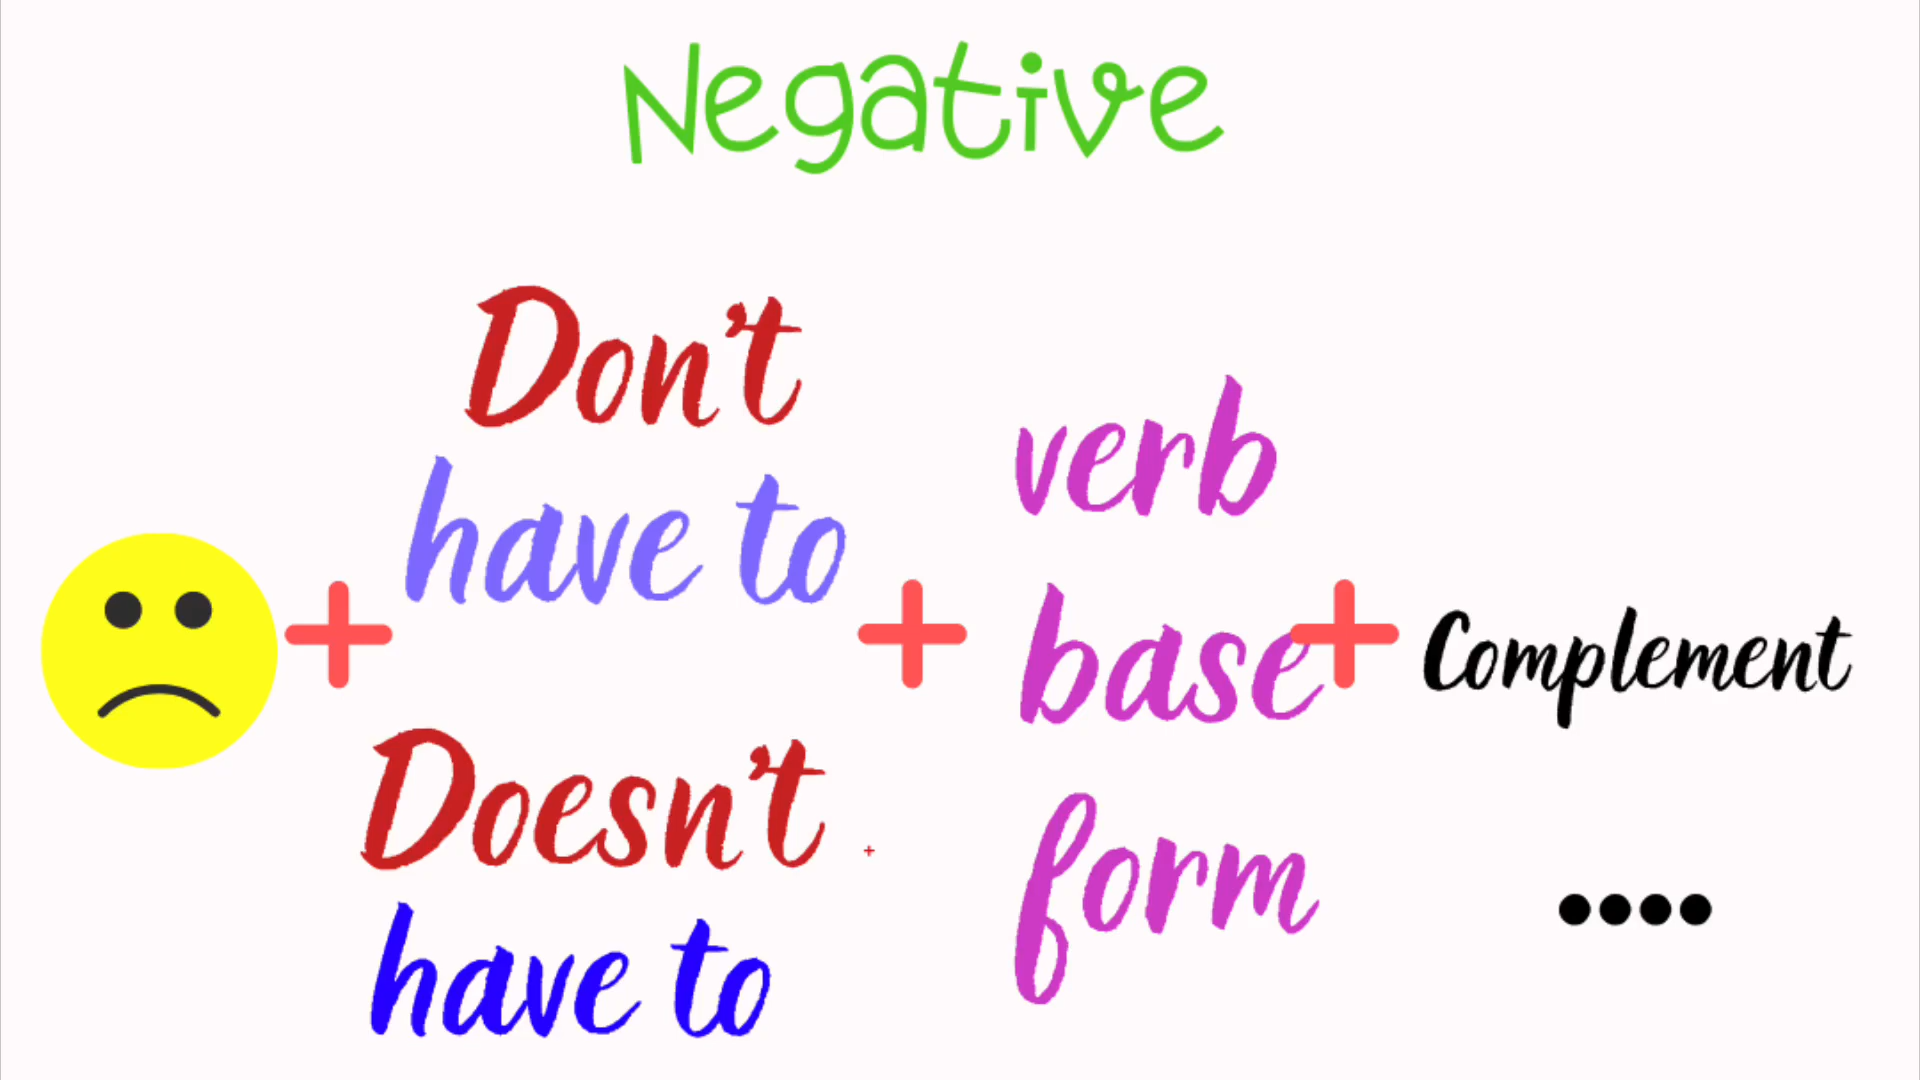 Negative
Don't
have to
Doesn't
have to
+
+
verb
base
form
+
Complement
....